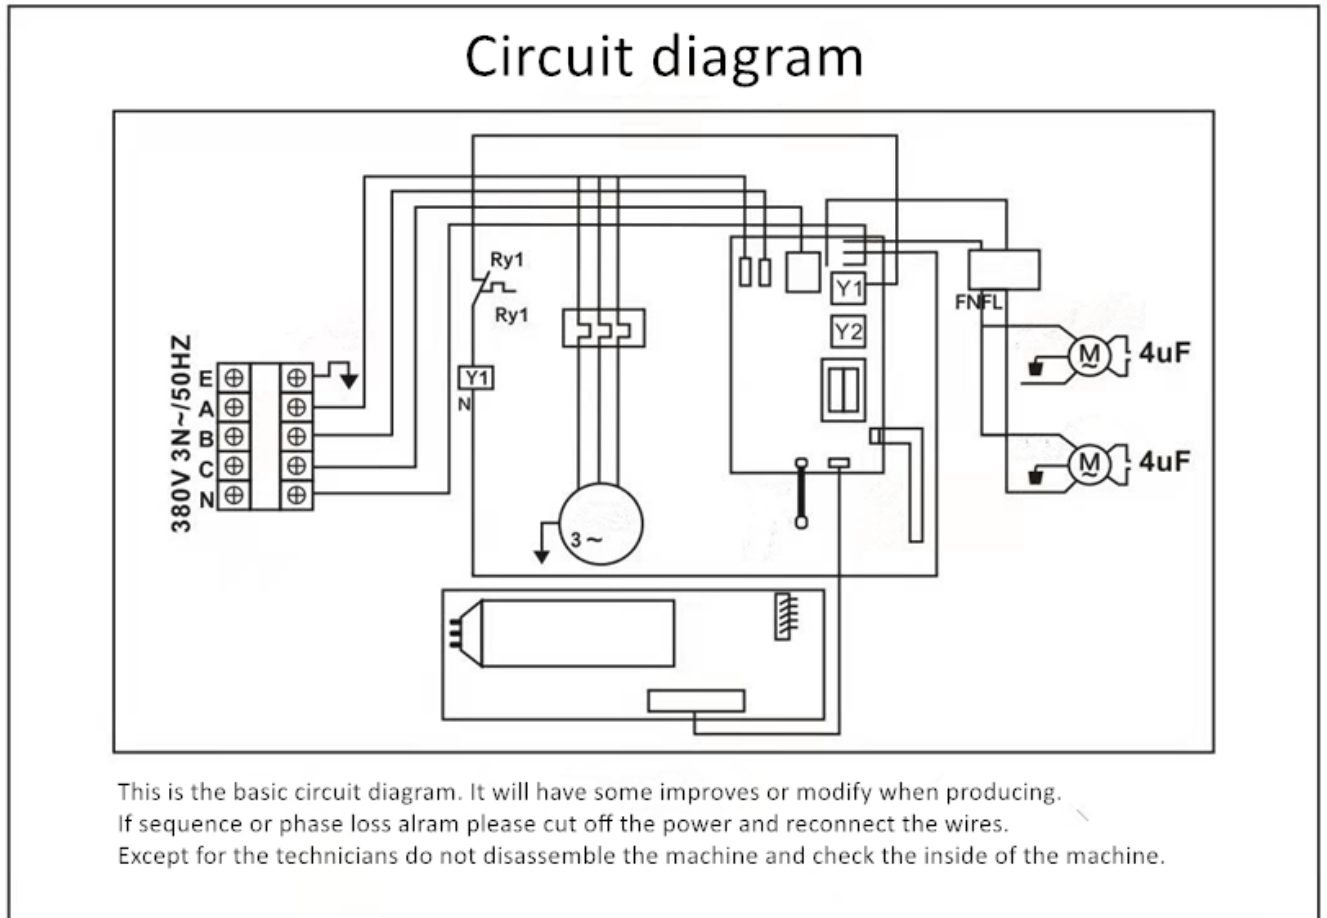 Circuit diagram
Ry1
Ry1
Y1
Y2
FNFL
M
~
4uF
380V 3N~/50HZ
E
A
B
C
N
Y1
N
M
~
4uF
3~
This is the basic circuit diagram. It will have some improves or modify when producing.
If sequence or phase loss alram please cut off the power and reconnect the wires.
Except for the technicians do not disassemble the machine and check the inside of the machine.